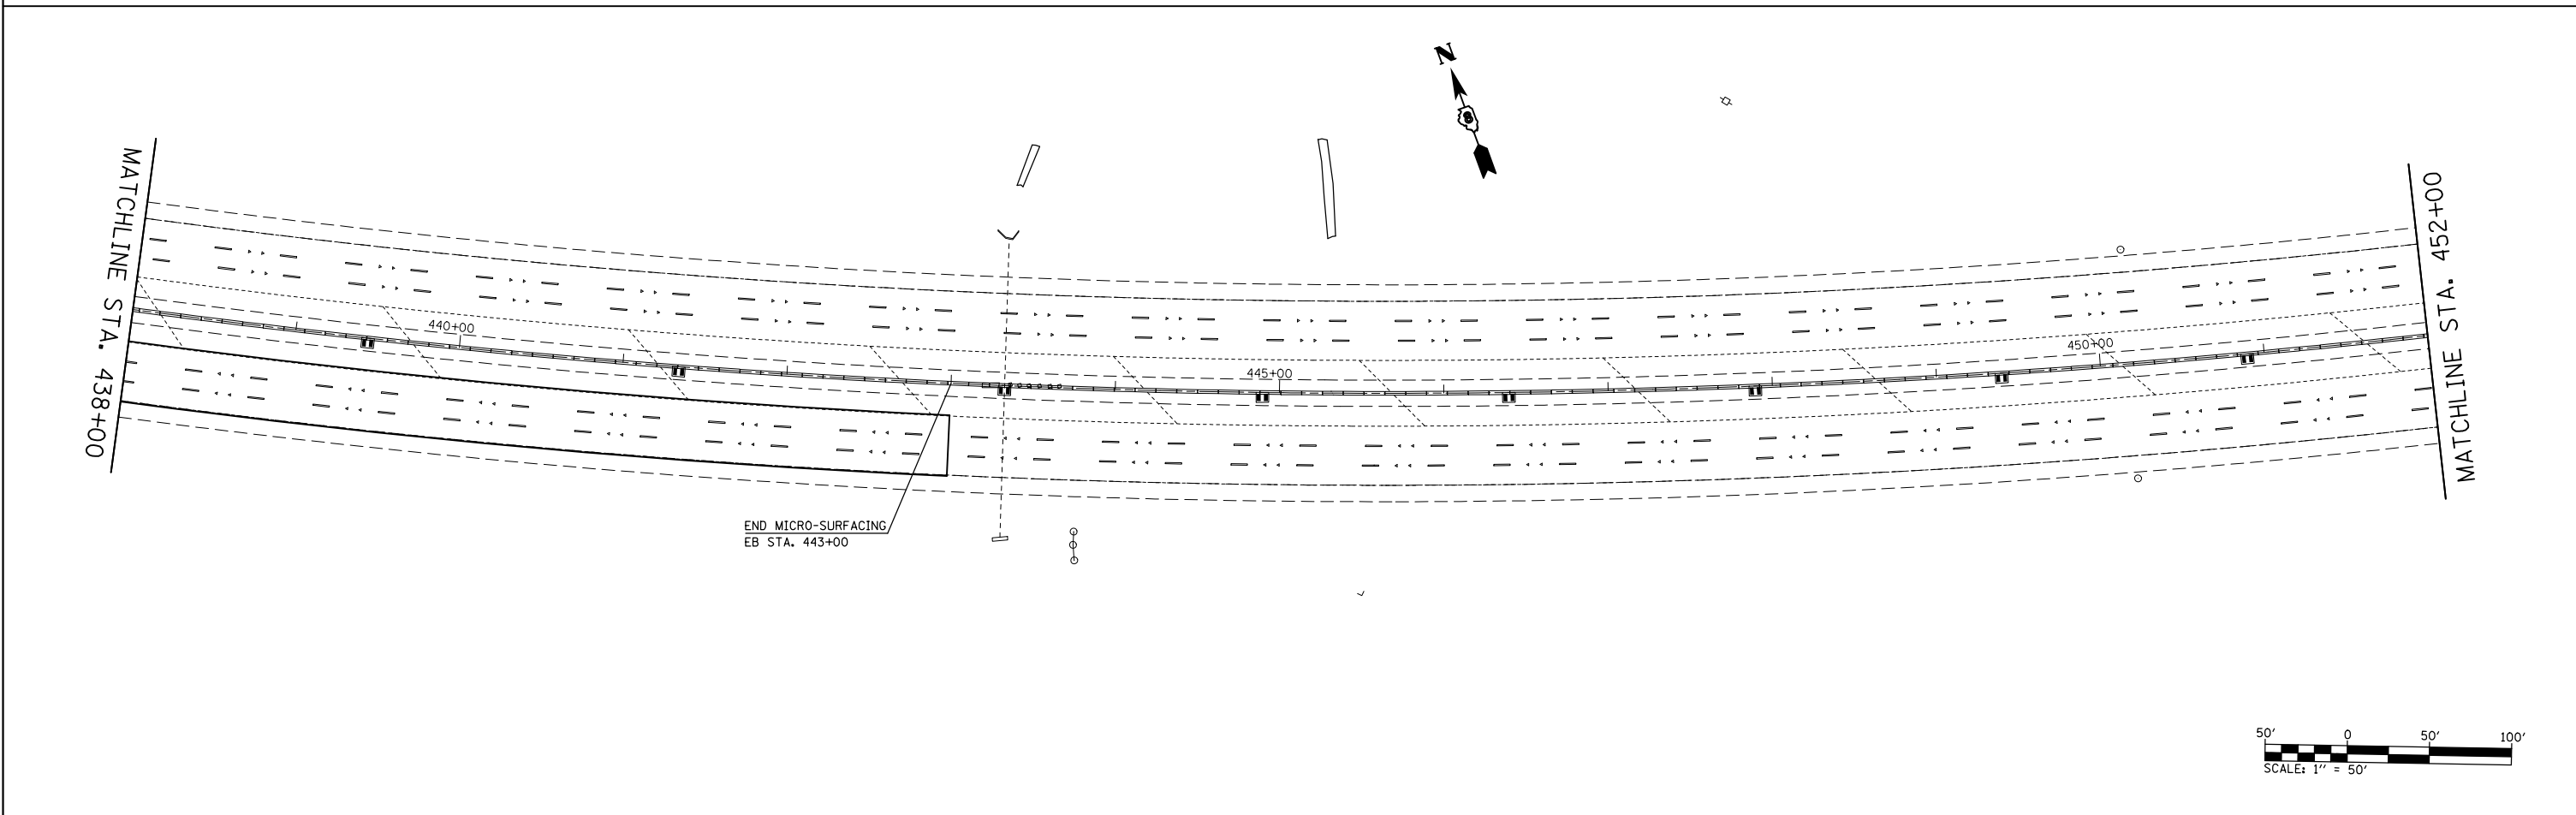 N
MATCHLINE STA. 438+00
440+00
445+00
450+00
MATCHLINE STA. 452+00
END MICRO-SURFACING
EB STA. 443+00
50' 0 50' 100'
SCALE: 1'' = 50'